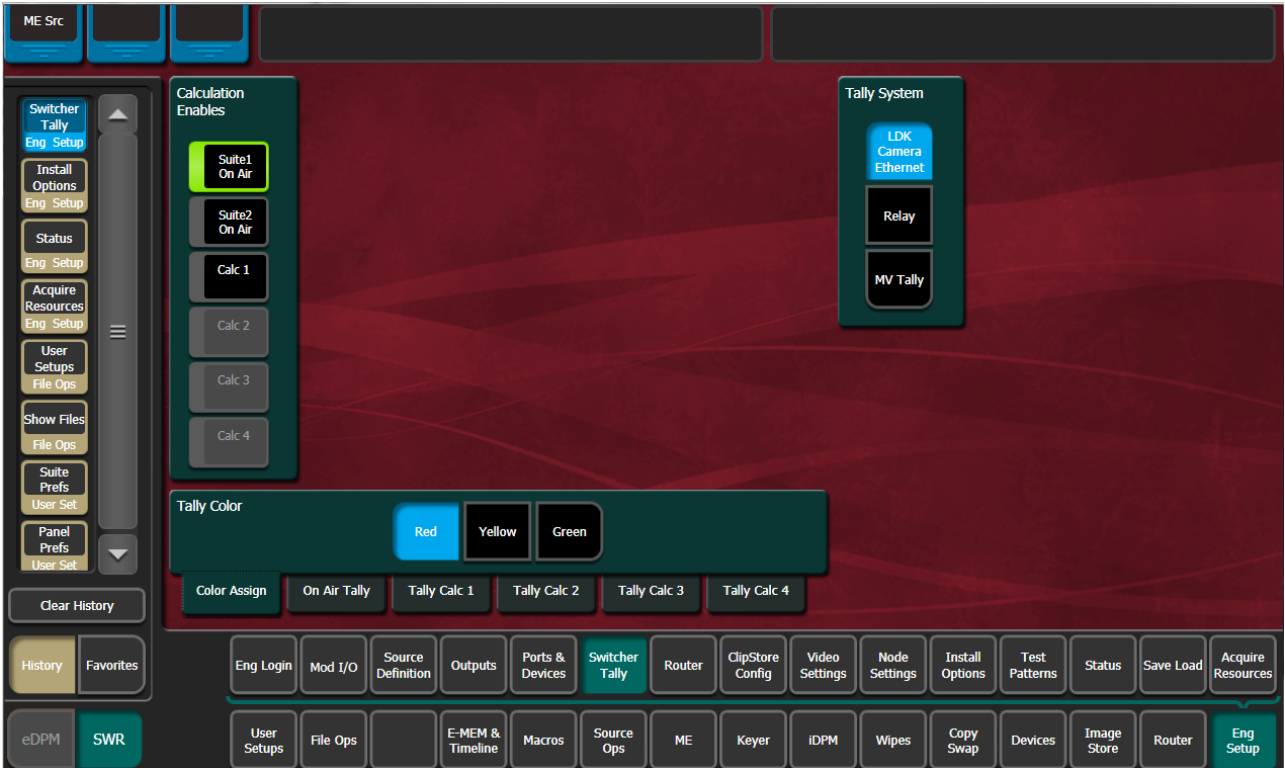 ME Src
Switcher
Tally
Eng Setup
Install
Options
Eng Setup
Status
Eng Setup
Acquire
Resources
Eng Setup
User
Setups
File Ops
Show Files
File Ops
Suite
Prefs
User Set
Panel
Prefs
User Set
Clear History
History
Favorites
eDPM
SWR
Calculation
Enables
Suite1
On Air
Suite2
On Air
Calc 1
Calc 2
Calc 3
Calc 4
Tally System
LDK
Camera
Ethernet
Relay
MV Tally
Tally Color
Red
Yellow
Green
Color Assign
On Air Tally
Tally Calc 1
Tally Calc 2
Tally Calc 3
Tally Calc 4
Eng Login
Mod I/O
Source
Definition
Outputs
Ports &
Devices
Switcher
Tally
Router
ClipStore
Config
Video
Settings
Node
Settings
Install
Options
Test
Patterns
Status
Save Load
Acquire
Resources
User
Setups
File Ops
E-MEM &
Timeline
Macros
Source
Ops
ME
Keyer
iDPM
Wipes
Copy
Swap
Devices
Image
Store
Router
Eng
Setup